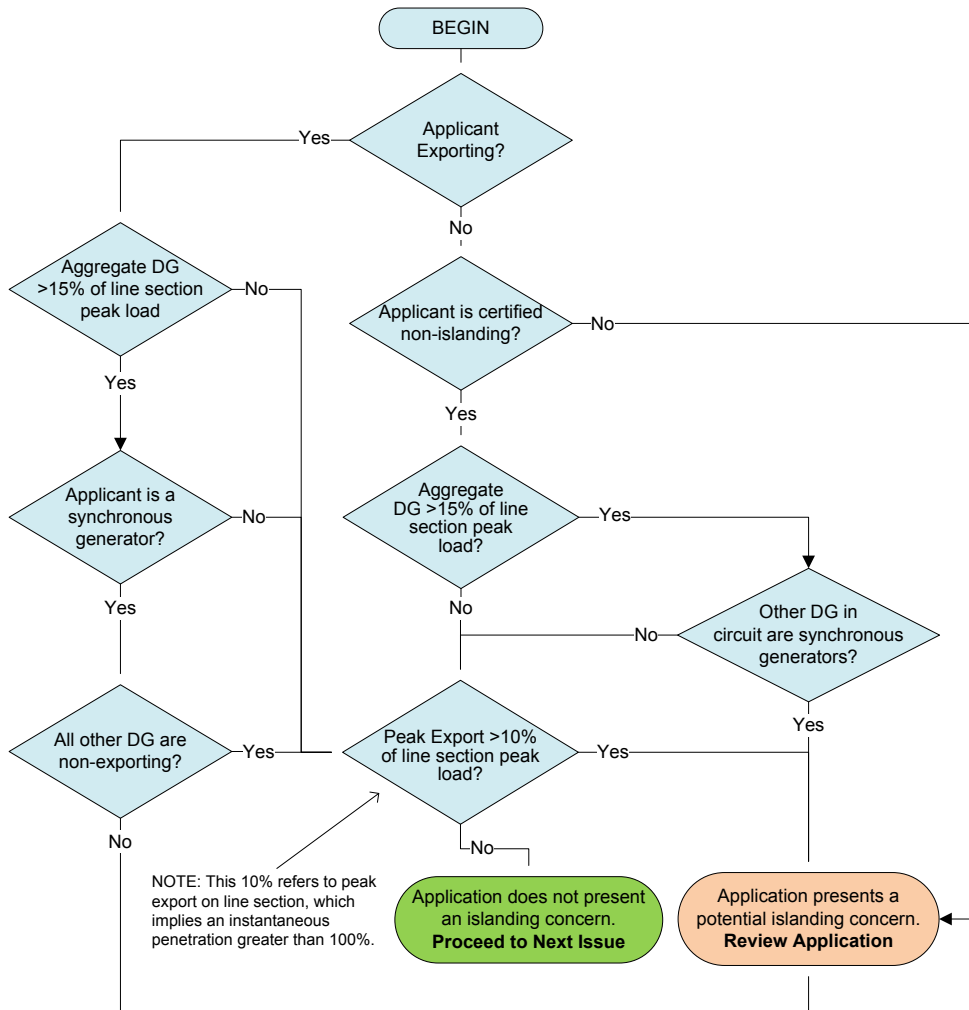 BEGIN
Applicant
Exporting?
Yes
No
Aggregate DG
>15% of line section
peak load
No
Yes
Applicant is certified
non-islanding?
No
Yes
Applicant is a
synchronous
generator?
No
Yes
Aggregate
DG >15% of line
section peak
load?
Yes
No
Other DG in
circuit are synchronous
generators?
No
Yes
All other DG are
non-exporting?
Yes
No
Peak Export >10%
of line section peak
load?
Yes
No
NOTE: This 10% refers to peak
export on line section, which
implies an instantaneous
penetration greater than 100%.
Application does not present
an islanding concern.
Proceed to Next Issue
Application presents a
potential islanding concern.
Review Application